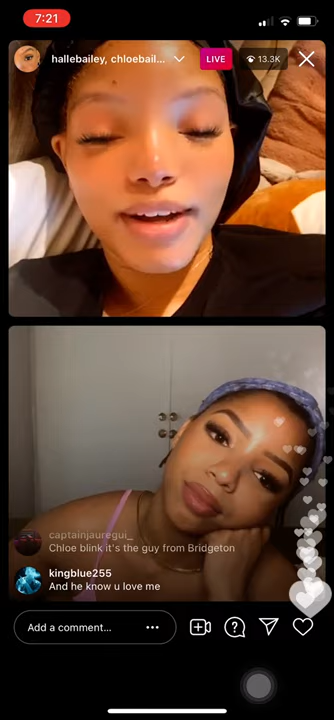 7:21
hallebailey, chloebail...
LIVE
13.3K
captainjauregui_
Chloe blink it's the guy from Bridgeton
kingblue255
And he know u love me
Add a comment...